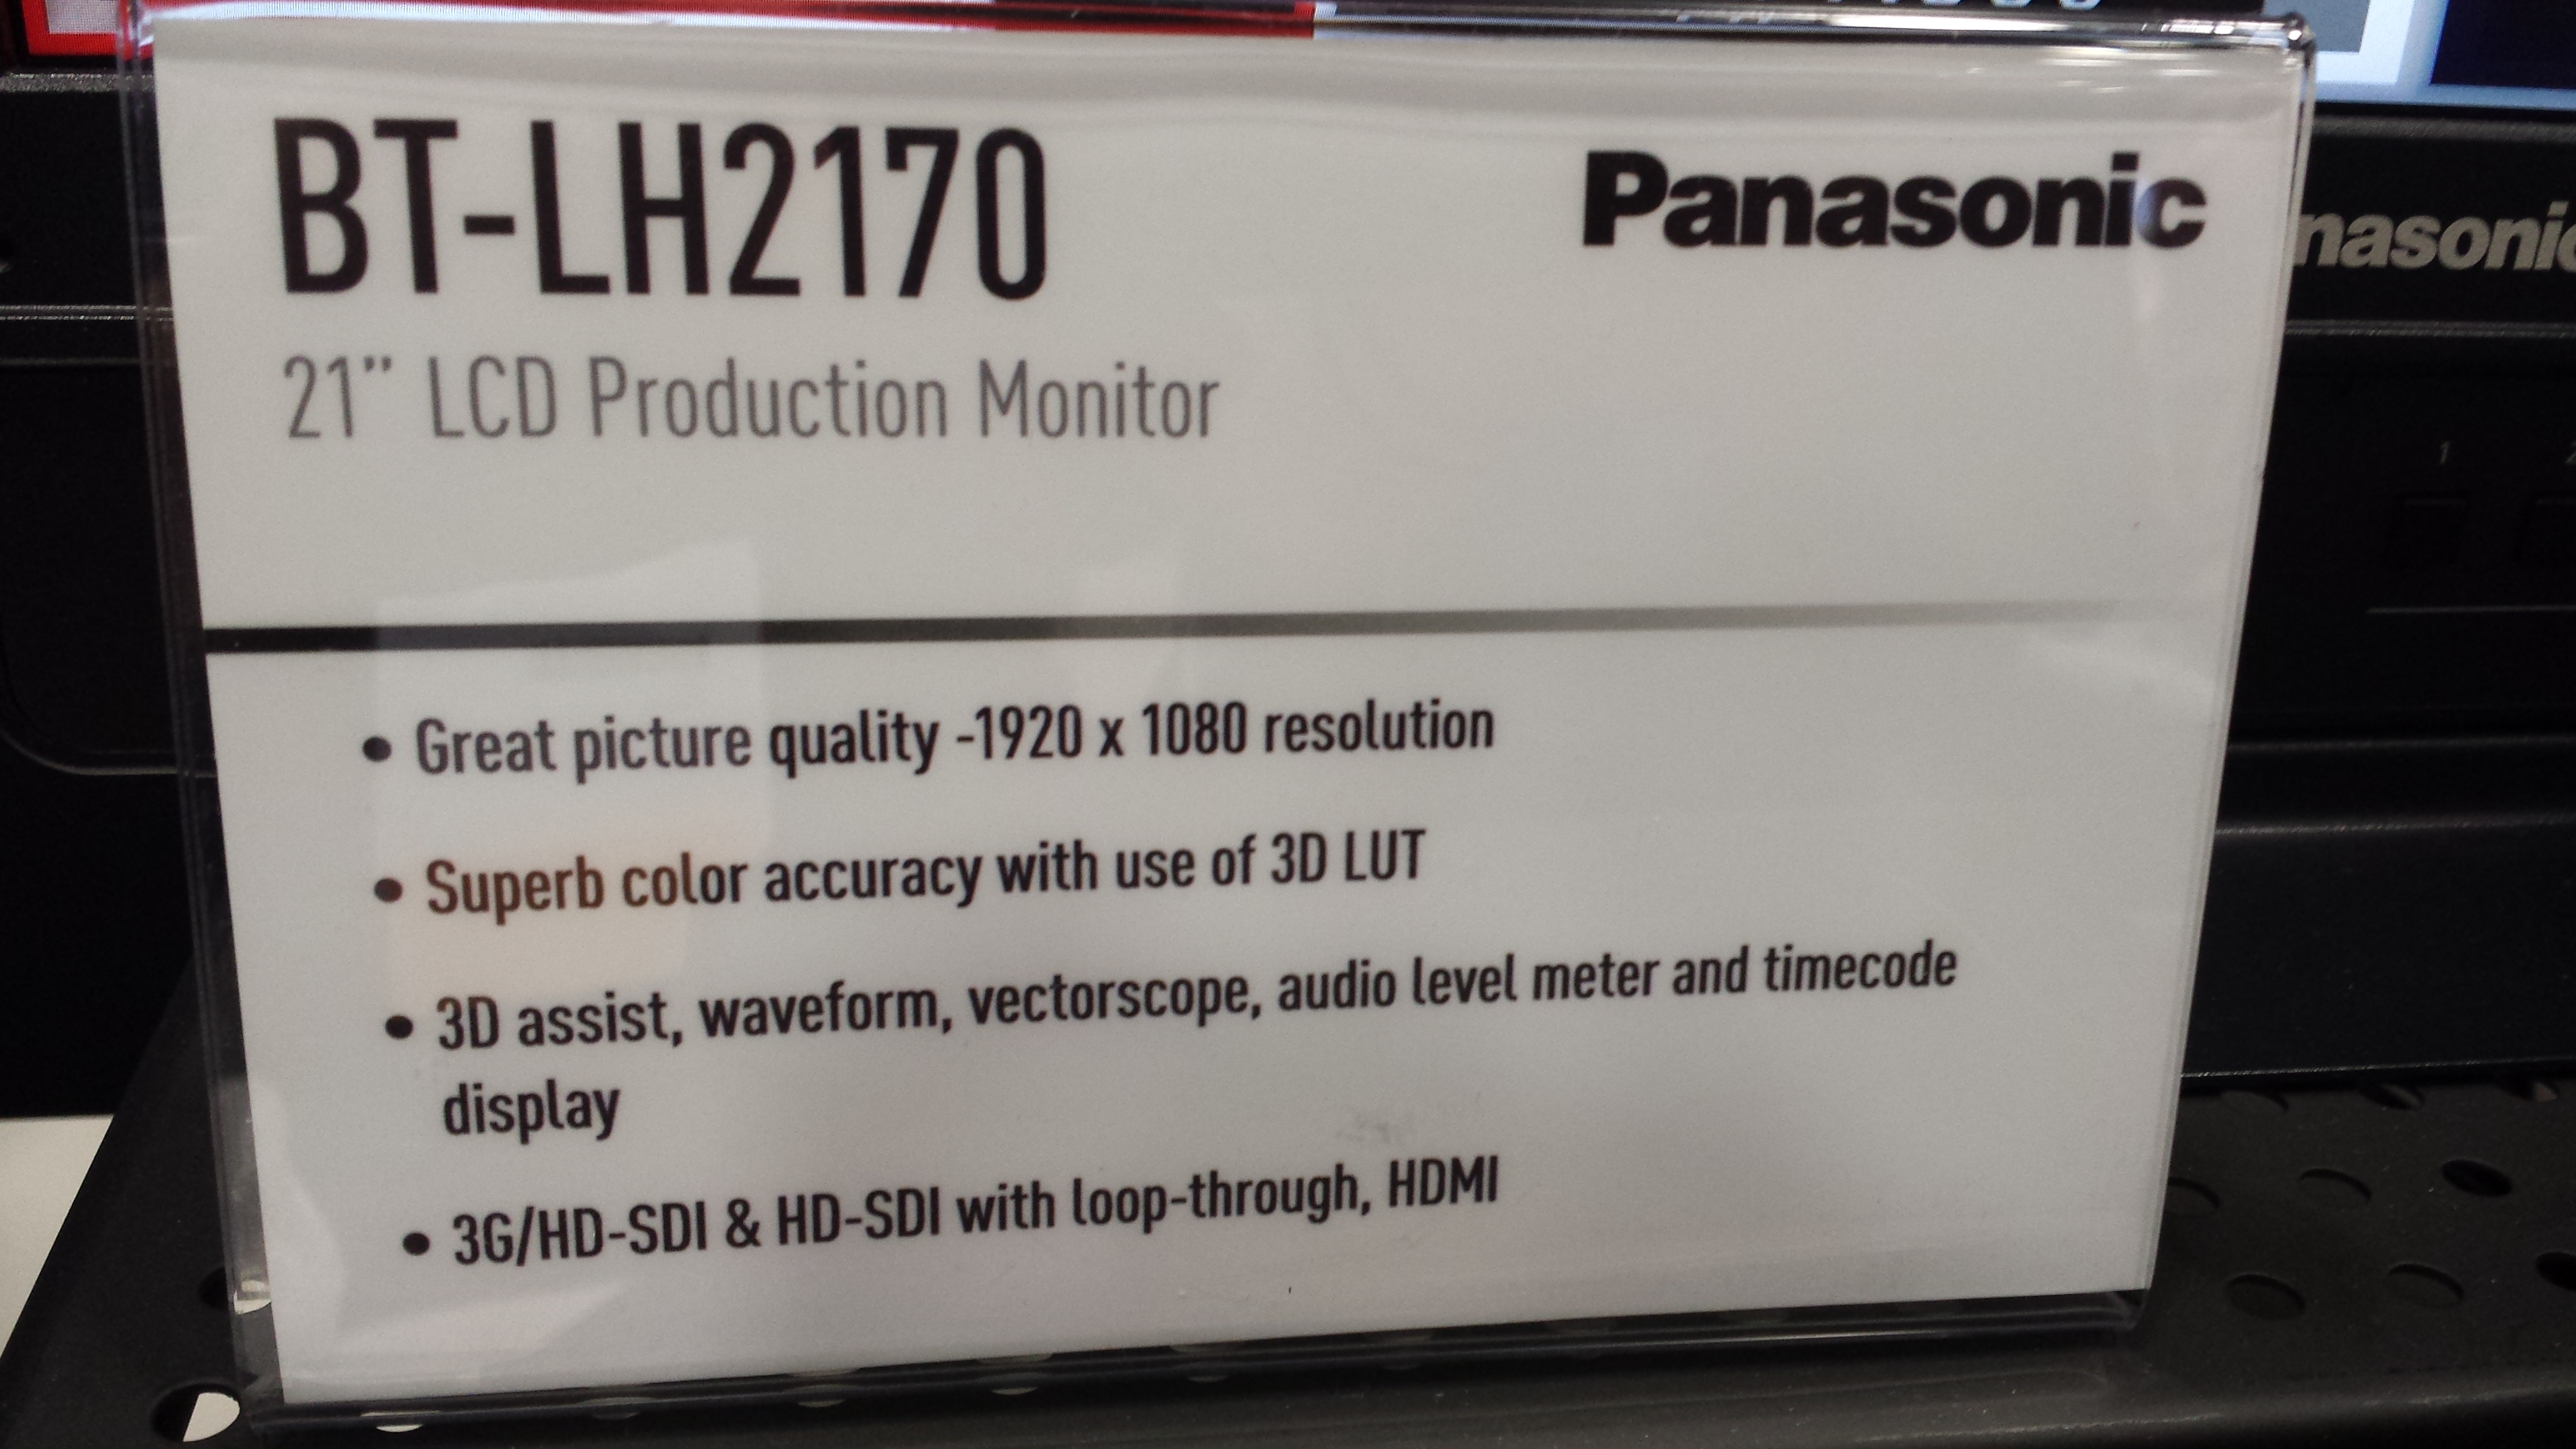 BT-LH2170
Panasonic
21” LCD Production Monitor
• Great picture quality -1920 x 1080 resolution
• Superb color accuracy with use of 3D LUT
• 3D assist, waveform, vectorscope, audio level meter and timecode
display
• 3G/HD-SDI & HD-SDI with loop-through, HDMI
nasonic
1